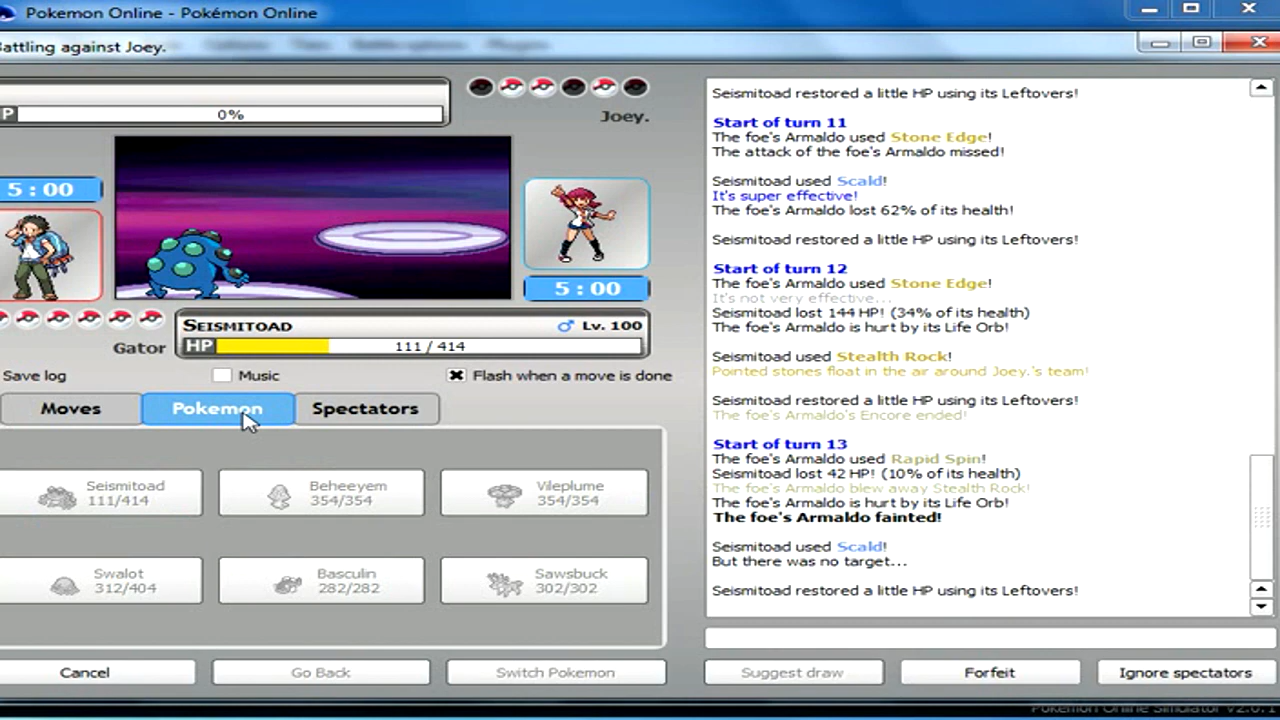 Pokemon Online - Pokémon Online
attling against Joey.
P 0%
Joey.
5:00
5:00
SEISMITOAD ♂ Lv. 100
HP 111 / 414
Gator
Save log
Music
Flash when a move is done
Moves
Pokemon
Spectators
Seismitoad
111/414
Beheeyem
354/354
Vileplume
354/354
Swalot
312/404
Basculin
282/282
Sawsbuck
302/302
Cancel
Go Back
Switch Pokemon
Seismitoad restored a little HP using its Leftovers!
Start of turn 11
The foe's Armaldo used Stone Edge!
The attack of the foe's Armaldo missed!
Seismitoad used Scald!
It's super effective!
The foe's Armaldo lost 62% of its health!
Seismitoad restored a little HP using its Leftovers!
Start of turn 12
The foe's Armaldo used Stone Edge!
It's not very effective...
Seismitoad lost 144 HP! (34% of its health)
The foe's Armaldo is hurt by its Life Orb!
Seismitoad used Stealth Rock!
Pointed stones float in the air around Joey.'s team!
Seismitoad restored a little HP using its Leftovers!
The foe's Armaldo's Encore ended!
Start of turn 13
The foe's Armaldo used Rapid Spin!
Seismitoad lost 42 HP! (10% of its health)
The foe's Armaldo blew away Stealth Rock!
The foe's Armaldo is hurt by its Life Orb!
The foe's Armaldo fainted!
Seismitoad used Scald!
But there was no target...
Seismitoad restored a little HP using its Leftovers!
Suggest draw
Forfeit
Ignore spectators